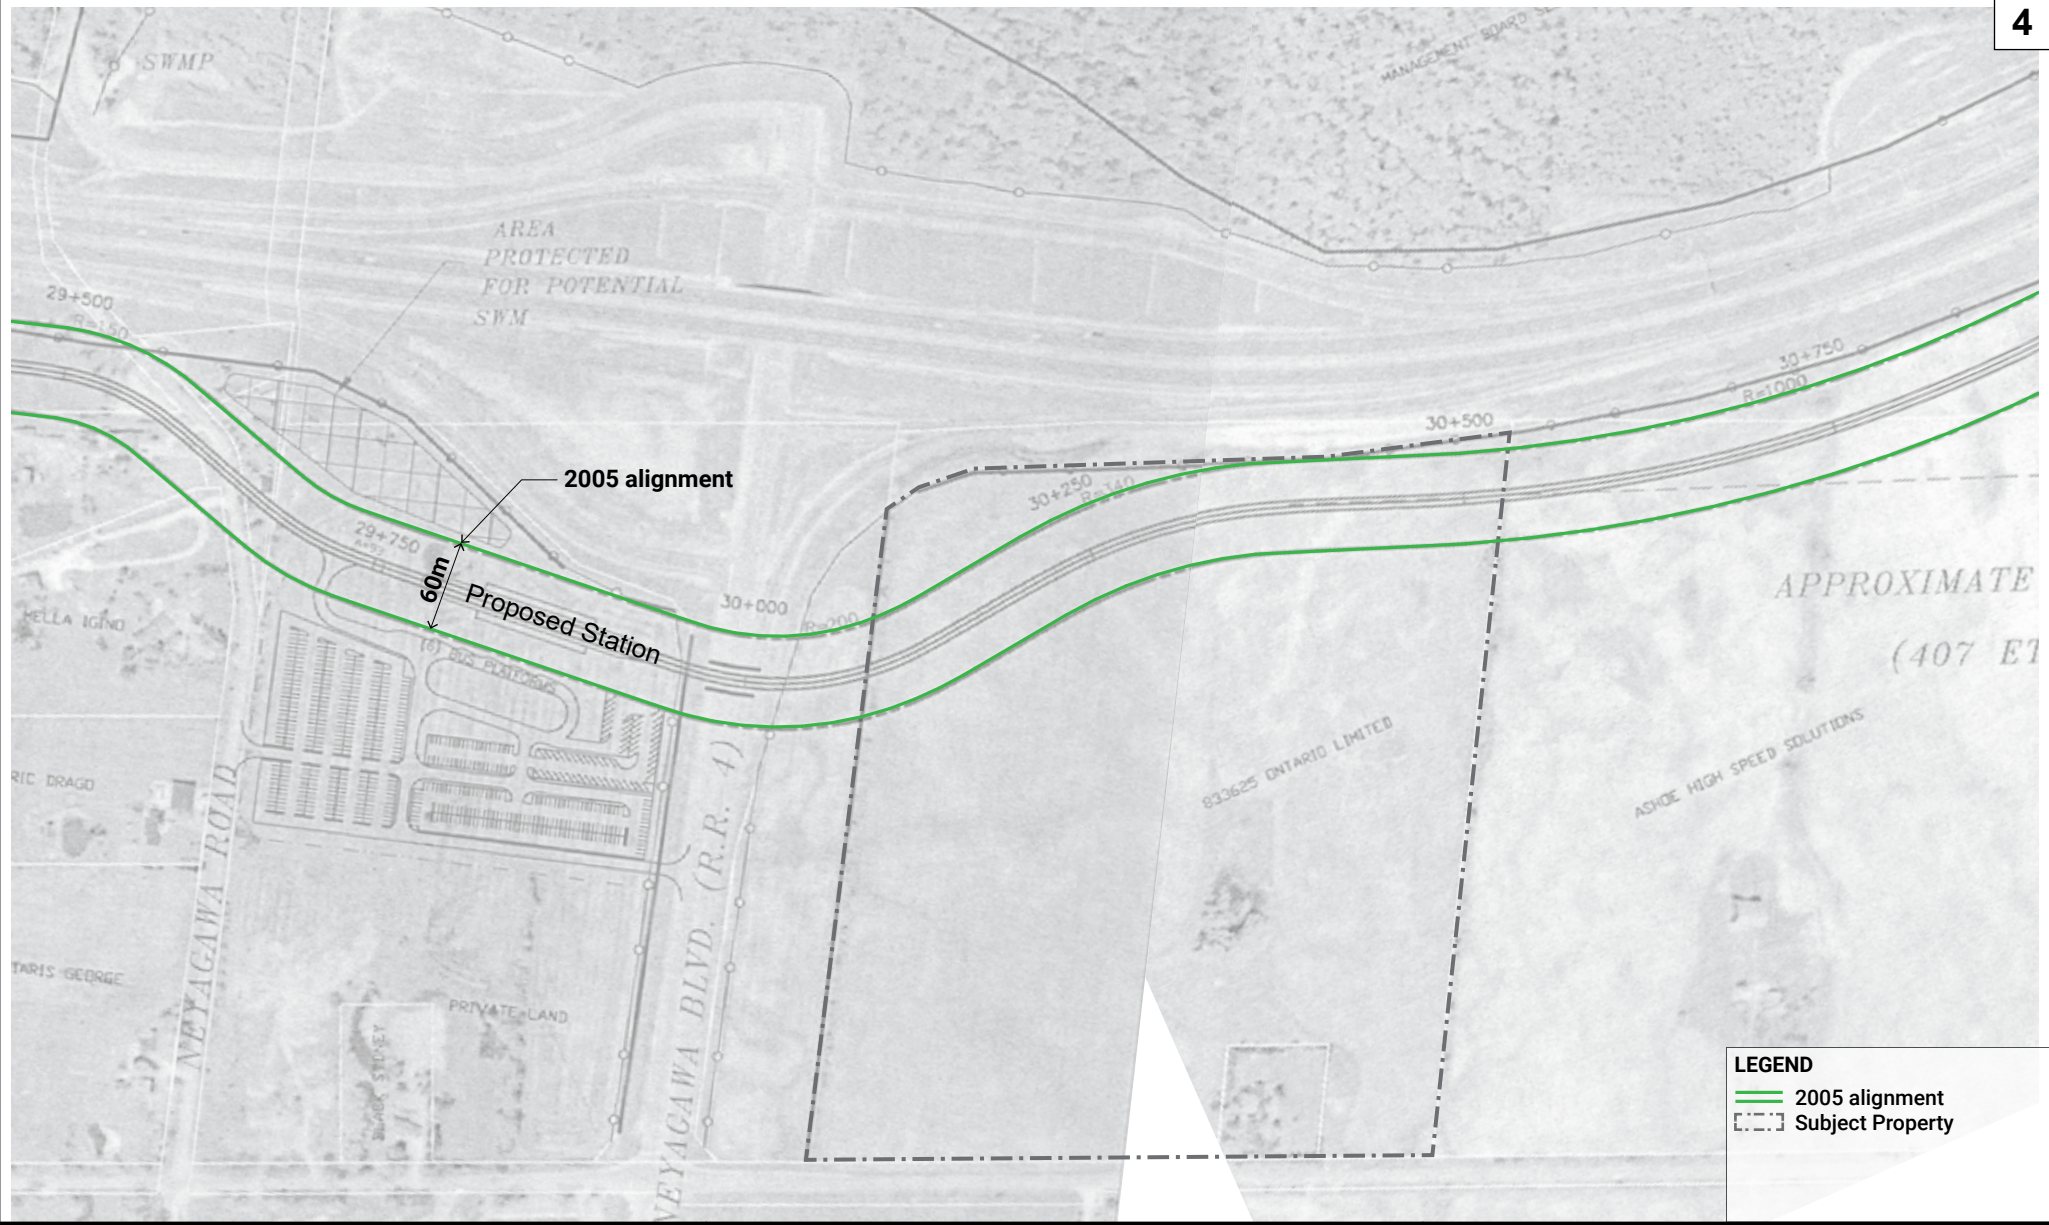 4
MANAGEMENT BOARD
SWMP
AREA
PROTECTED
FOR POTENTIAL
SWM
29+500
R=150
30+750
R=1000
30+500
2005 alignment
30+250
R=340
29+750
60m
Proposed Station
30+000
R=200
(6) BUS PLATFORMS
APPROXIMATE
(407 ET
833625 ONTARIO LIMITED
ASHOE HIGH SPEED SOLUTIONS
RIC DRAGO
NEYAGAWA ROAD
NEYAGAWA BLVD. (R.R. 4)
TARIS GEORGE
PRIVATE LAND
LEGEND
2005 alignment
Subject Property